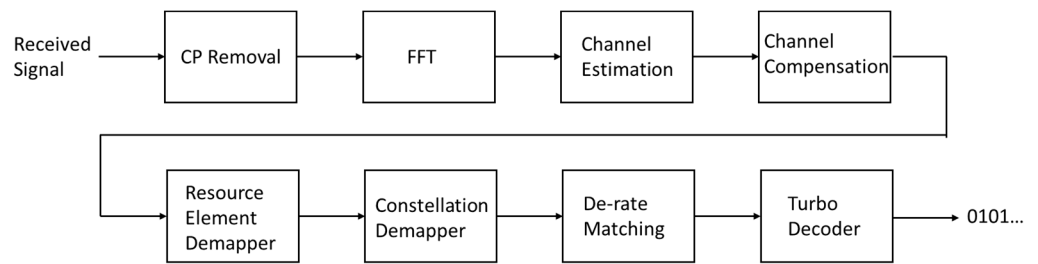 Received
Signal
CP Removal
FFT
Channel
Estimation
Channel
Compensation
Resource
Element
Demapper
Constellation
Demapper
De-rate
Matching
Turbo
Decoder
0101...